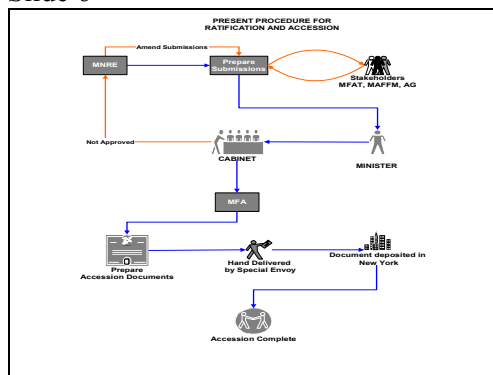 Slide 6
PRESENT PROCEDURE FOR
RATIFICATION AND ACCESSION
Amend Submissions
MNRE
Prepare
Submissions
Stakeholders
MFAT, MAFFM, AG
Not Approved
CABINET
MINISTER
MFA
Prepare
Accession Documents
Hand Delivered
by Special Envoy
Document deposited in
New York
Accession Complete